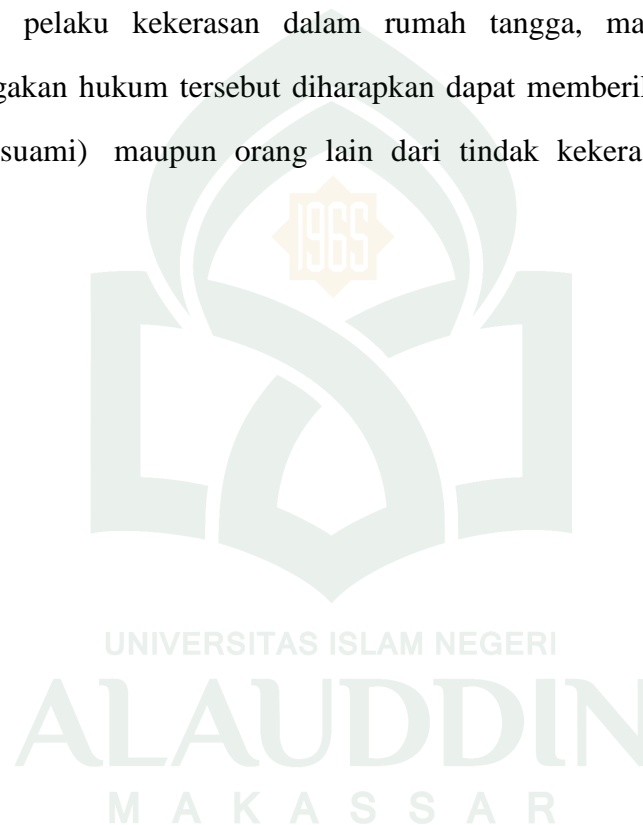 pelaku kekerasan dalam rumah tangga, ma
gakan hukum tersebut diharapkan dapat memberi
suami) maupun orang lain dari tindak kekera
1965
UNIVERSITAS ISLAM NEGERI
ALAUDDIN
MAKASSAR